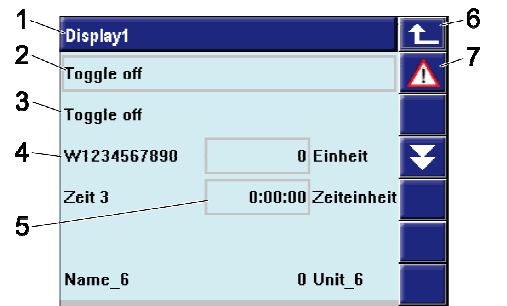 1 Display1 6
2 Toggle off 7
3 Toggle off
4 W1234567890 0 Einheit
Zeit 3 0:00:00 Zeiteinheit
5
Name_6 0 Unit_6